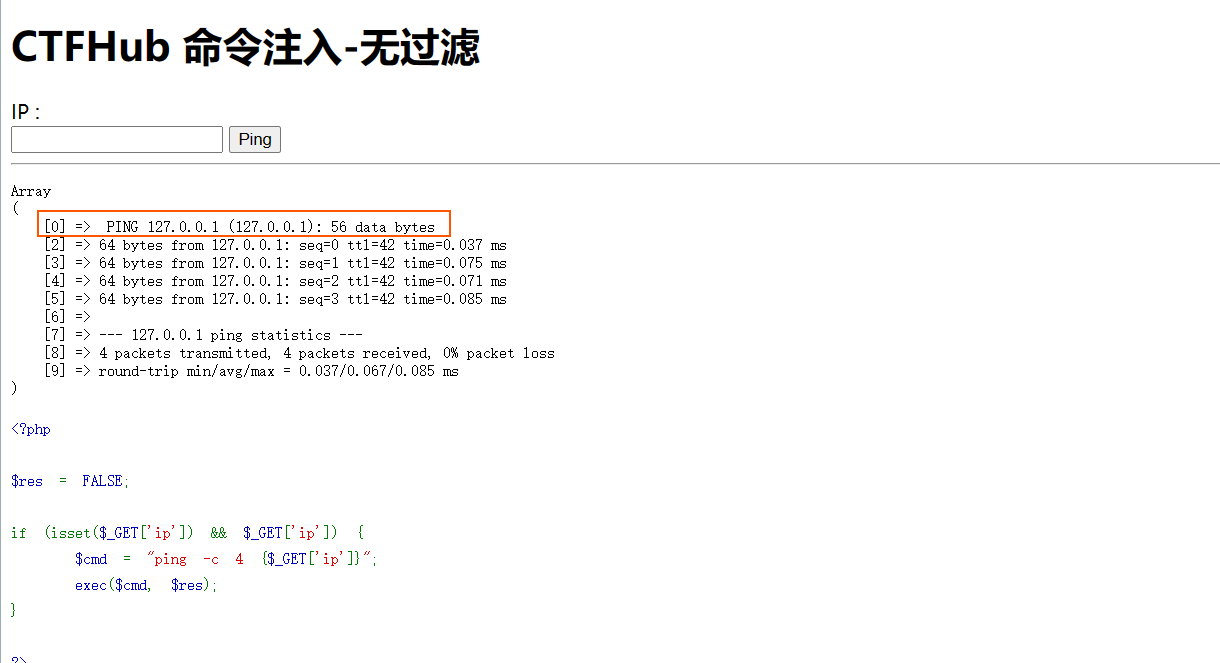 CTFHub 命令注入-无过滤
IP :
Ping
Array
(
[0] => PING 127.0.0.1 (127.0.0.1): 56 data bytes
[2] => 64 bytes from 127.0.0.1: seq=0 ttl=42 time=0.037 ms
[3] => 64 bytes from 127.0.0.1: seq=1 ttl=42 time=0.075 ms
[4] => 64 bytes from 127.0.0.1: seq=2 ttl=42 time=0.071 ms
[5] => 64 bytes from 127.0.0.1: seq=3 ttl=42 time=0.085 ms
[6] =>
[7] => --- 127.0.0.1 ping statistics ---
[8] => 4 packets transmitted, 4 packets received, 0% packet loss
[9] => round-trip min/avg/max = 0.037/0.067/0.085 ms
)
<?php
$res = FALSE;
if (isset($_GET['ip']) && $_GET['ip']) {
$cmd = "ping -c 4 {$_GET['ip']}";
exec($cmd, $res);
}
?>